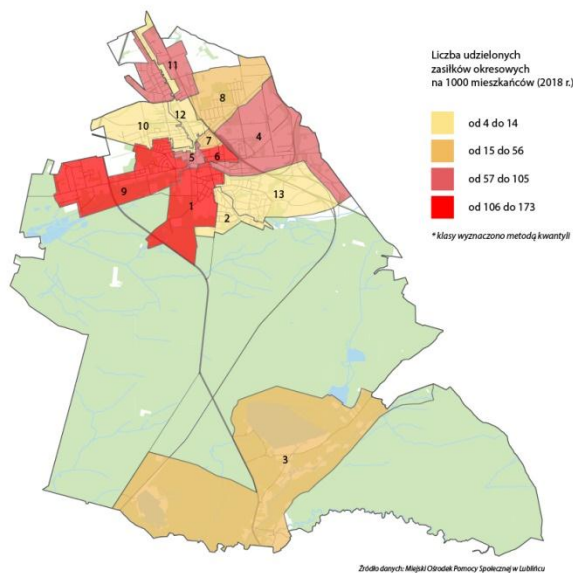 Liczba udzielonych
zasiłków okresowych
na 1000 mieszkańców (2018 r.)
od 4 do 14
od 15 do 56
od 57 do 105
od 106 do 173
* klasy wyznaczono metodą kwantyli
11
8
12
10
4
7
5
6
9
13
1
2
3
Źródło danych: Miejski Ośrodek Pomocy Społecznej w Lublińcu